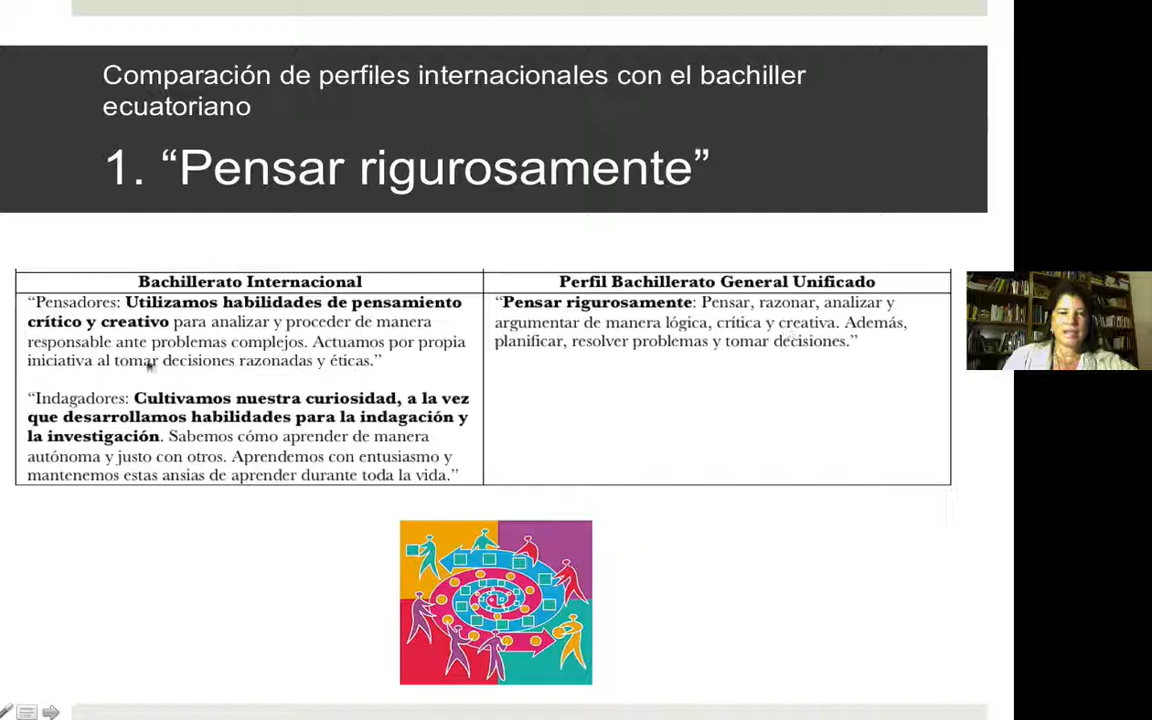 Comparación de perfiles internacionales con el bachiller
ecuatoriano
1. “Pensar rigurosamente”
Bachillerato Internacional
“Pensadores: Utilizamos habilidades de pensamiento
crítico y creativo para analizar y proceder de manera
responsable ante problemas complejos. Actuamos por propia
iniciativa al tomar decisiones razonadas y éticas.”
“Indagadores: Cultivamos nuestra curiosidad, a la vez
que desarrollamos habilidades para la indagación y
la investigación. Sabemos cómo aprender de manera
autónoma y justo con otros. Aprendemos con entusiasmo y
mantenemos estas ansias de aprender durante toda la vida.”
Perfil Bachillerato General Unificado
“Pensar rigurosamente: Pensar, razonar, analizar y
argumentar de manera lógica, crítica y creativa. Además,
planificar, resolver problemas y tomar decisiones.”